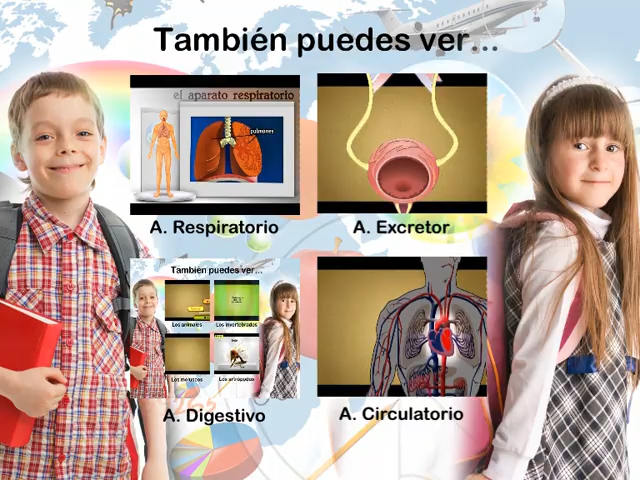 También puedes ver...
el aparato respiratorio
pulmones
A. Respiratorio
A. Excretor
También puedes ver...
Los animales
Los invertebrados
Los moluscos
Los artrópodos
A. Digestivo
A. Circulatorio